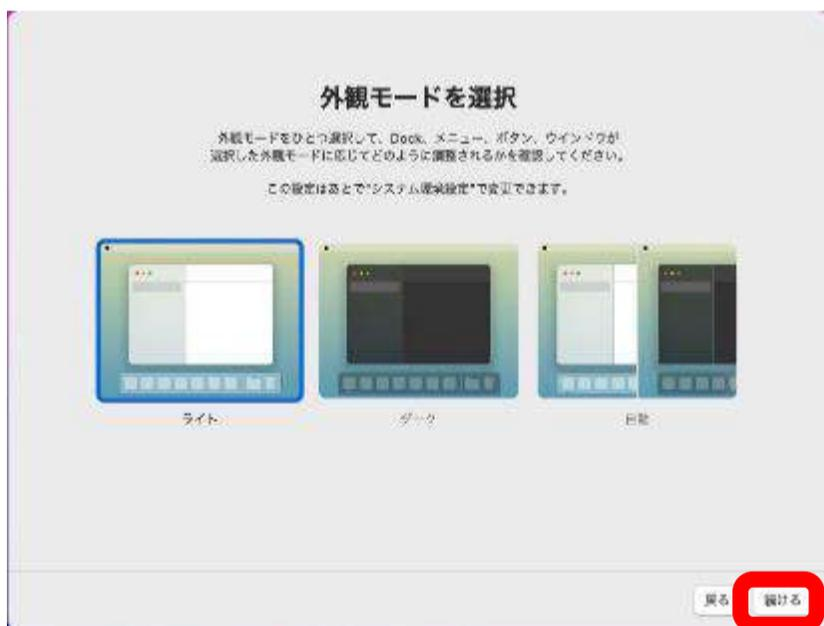 外観モードを選択
外観モードをひとつ選択して、Dock、メニュー、ボタン、ウインドウが
選択した外観モードに応じてどのように調整されるかを確認してください。
この設定はあとで"システム環境設定"で変更できます。
ライト
ダーク
自動
戻る
続ける